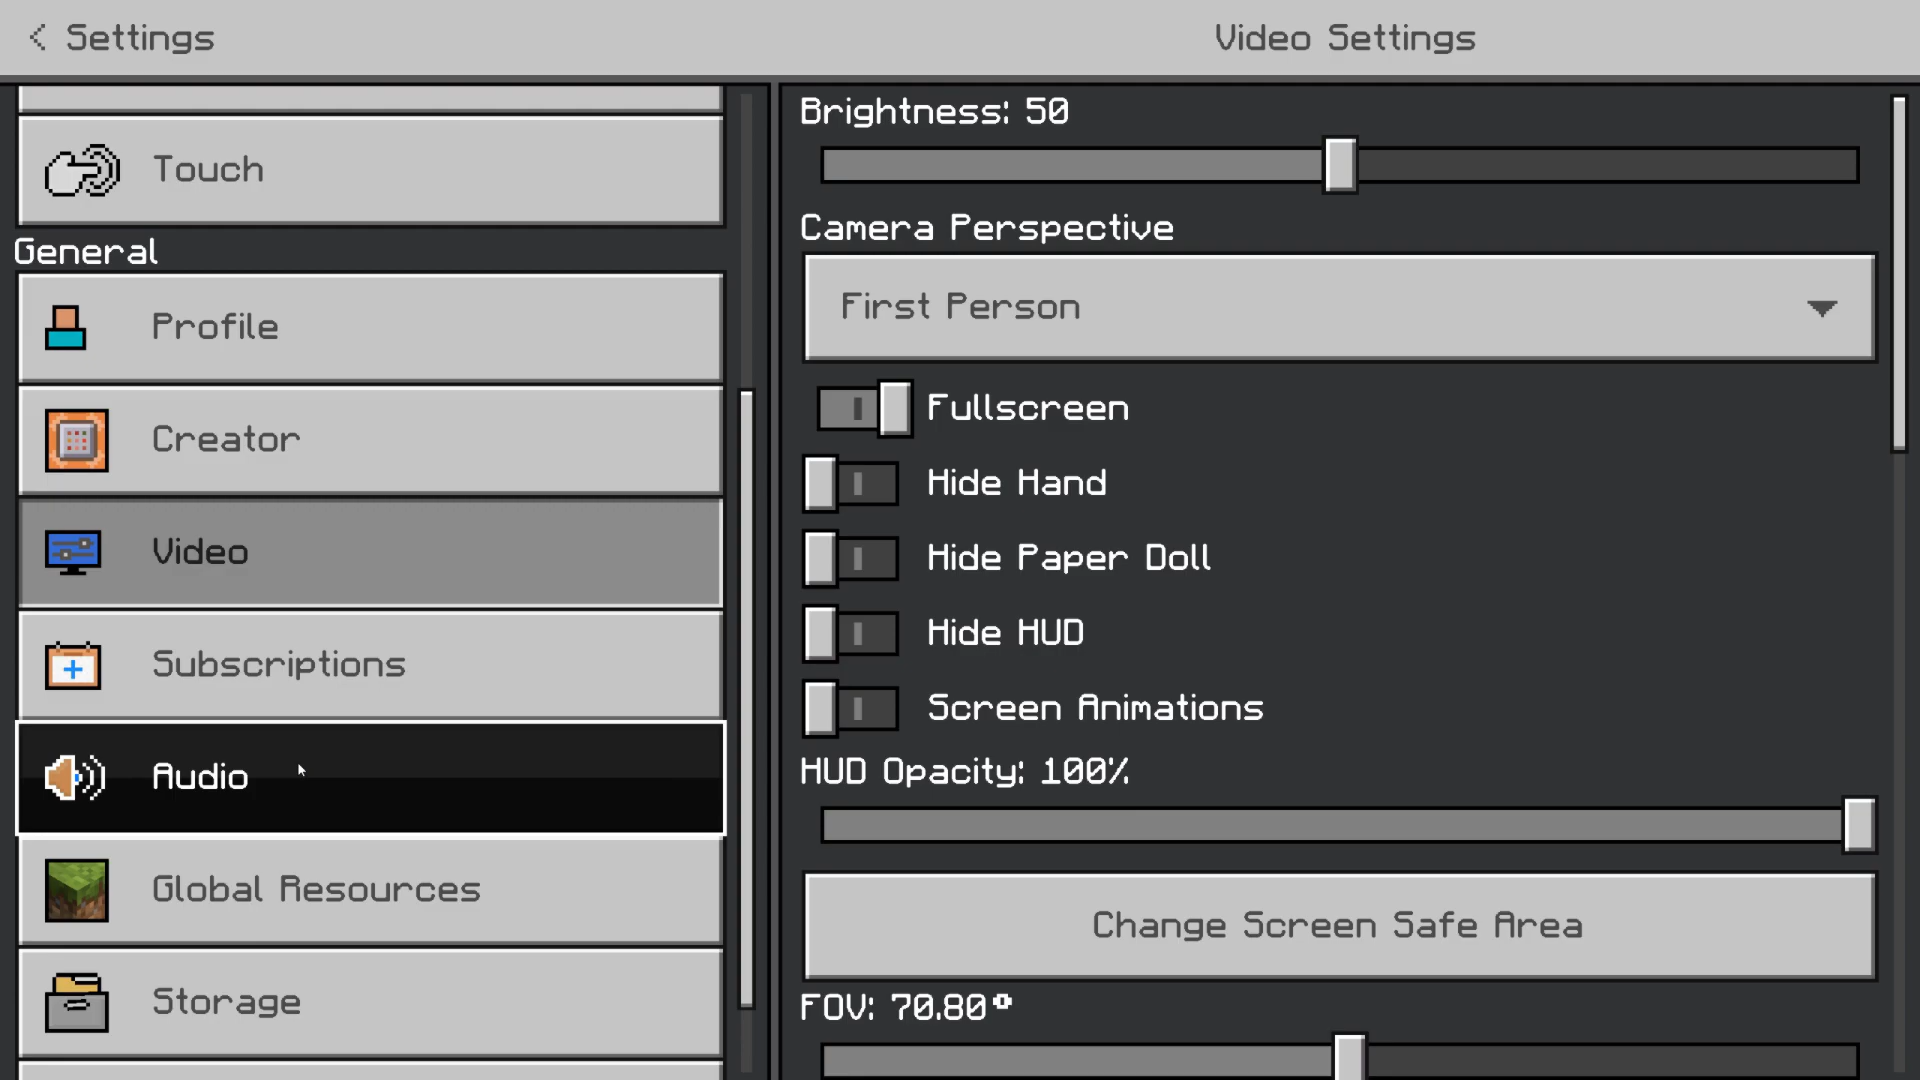 Settings
Video Settings
Touch
General
Profile
Creator
Video
Subscriptions
Audio
Global Resources
Storage
Brightness: 50
Camera Perspective
First Person
Fullscreen
Hide Hand
Hide Paper Doll
Hide HUD
Screen Animations
HUD Opacity: 100%
Change Screen Safe Area
FOV: 70.80°